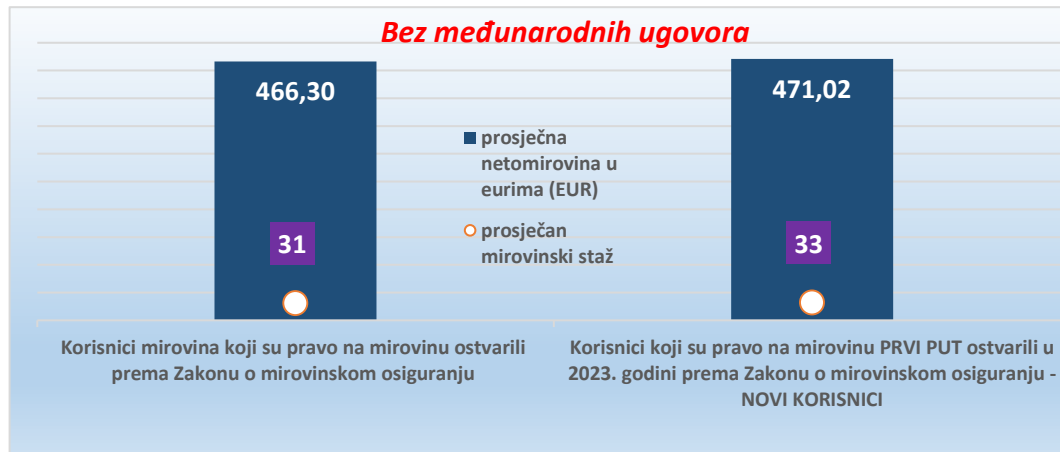 Bez međunarodnih ugovora
466,30
471,02
prosječna
netomirovina u
eurima (EUR)
prosječan
mirovinski staž
31
33
Korisnici mirovina koji su pravo na mirovinu ostvarili
prema Zakonu o mirovinskom osiguranju
Korisnici koji su pravo na mirovinu PRVI PUT ostvarili u
2023. godini prema Zakonu o mirovinskom osiguranju -
NOVI KORISNICI